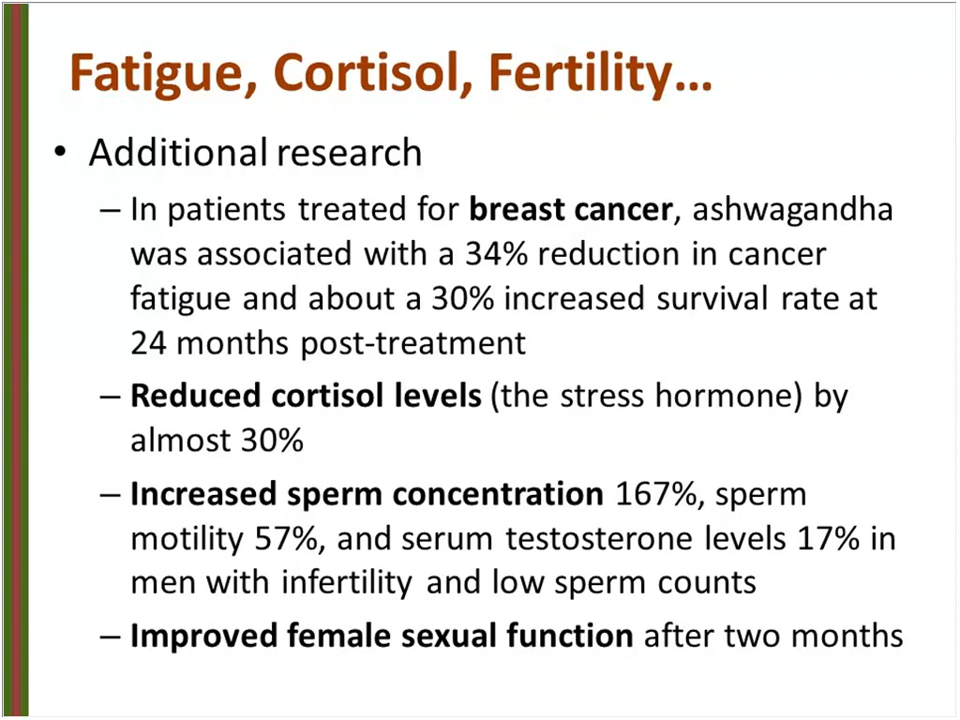 Fatigue, Cortisol, Fertility…
• Additional research
– In patients treated for breast cancer, ashwagandha
was associated with a 34% reduction in cancer
fatigue and about a 30% increased survival rate at
24 months post-treatment
– Reduced cortisol levels (the stress hormone) by
almost 30%
– Increased sperm concentration 167%, sperm
motility 57%, and serum testosterone levels 17% in
men with infertility and low sperm counts
– Improved female sexual function after two months